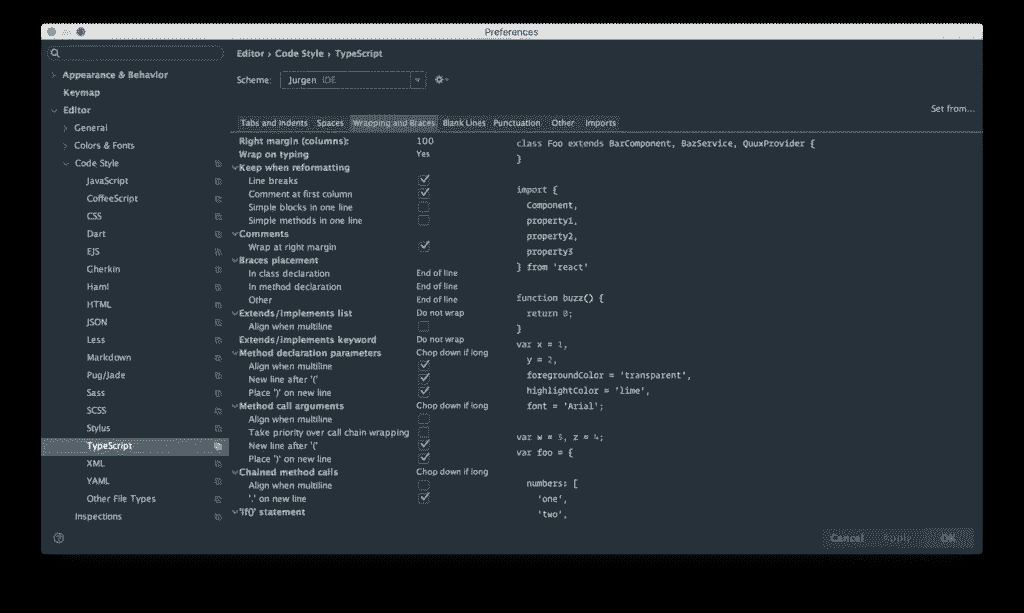 Preferences
Editor › Code Style › TypeScript
Scheme: Jurgen IDE
Set from...
Appearance & Behavior
Keymap
Editor
General
Colors & Fonts
Code Style
JavaScript
CoffeeScript
CSS
Dart
EJS
Gherkin
Haml
HTML
JSON
Less
Markdown
Pug/Jade
Sass
SCSS
Stylus
TypeScript
XML
YAML
Other File Types
Inspections
Tabs and Indents Spaces Wrapping and Braces Blank Lines Punctuation Other Imports
Right margin (columns): 100
Wrap on typing Yes
Keep when reformatting
Line breaks
Comment at first column
Simple blocks in one line
Simple methods in one line
Comments
Wrap at right margin
Braces placement
In class declaration End of line
In method declaration End of line
Other End of line
Extends/Implements list Do not wrap
Align when multiline
Extends/Implements keyword Do not wrap
Method declaration parameters Chop down if long
Align when multiline
New line after '('
Place ')' on new line
Method call arguments Chop down if long
Align when multiline
Take priority over call chain wrapping
New line after '('
Place ')' on new line
Chained method calls Chop down if long
Align when multiline
'.' on new line
'if()' statement
class Foo extends BarComponent, BazService, QuuxProvider {
}
import {
Component,
property1,
property2,
property3
} from 'react'
function buzz() {
return 0;
}
var x = 1,
y = 2,
foregroundColor = 'transparent',
highlightColor = 'lime',
font = 'Arial';
var w = 3, z = 4;
var foo = {
numbers: [
'one',
'two',
Cancel Apply OK